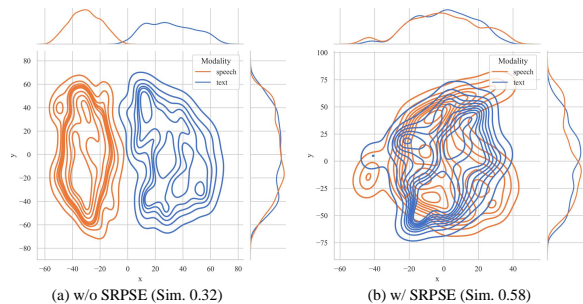 Modality
speech
text
80
60
40
20
0
−20
−40
−60
−80
y
−60 −40 −20 0 20 40 60 80
x
(a) w/o SRPSE (Sim. 0.32)
Modality
speech
text
100
75
50
25
0
−25
−50
−75
y
−60 −40 −20 0 20 40
x
(b) w/ SRPSE (Sim. 0.58)